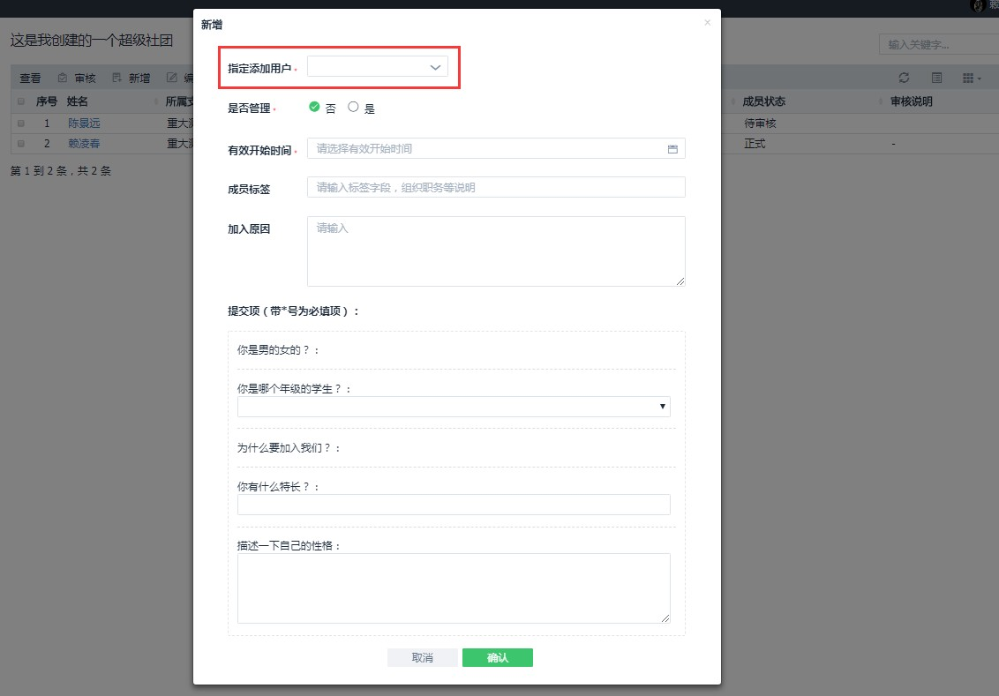 新增
×
这是我创建的一个超级社团
输入关键字...
查看 审核 新增
序号 姓名 所属 成员状态 审核说明
1 陈景远 重大 待审核
2 赖凌春 重大 正式 -
第 1 到 2 条，共 2 条
指定添加用户*
是否管理* 否 是
有效开始时间* 请选择有效开始时间
成员标签 请输入标签字段，组织职务等说明
加入原因 请输入
提交项（带*号为必填项）：
你是男的女的？：
你是哪个年级的学生？：
为什么要加入我们？：
你有什么特长？：
描述一下自己的性格：
取消 确认